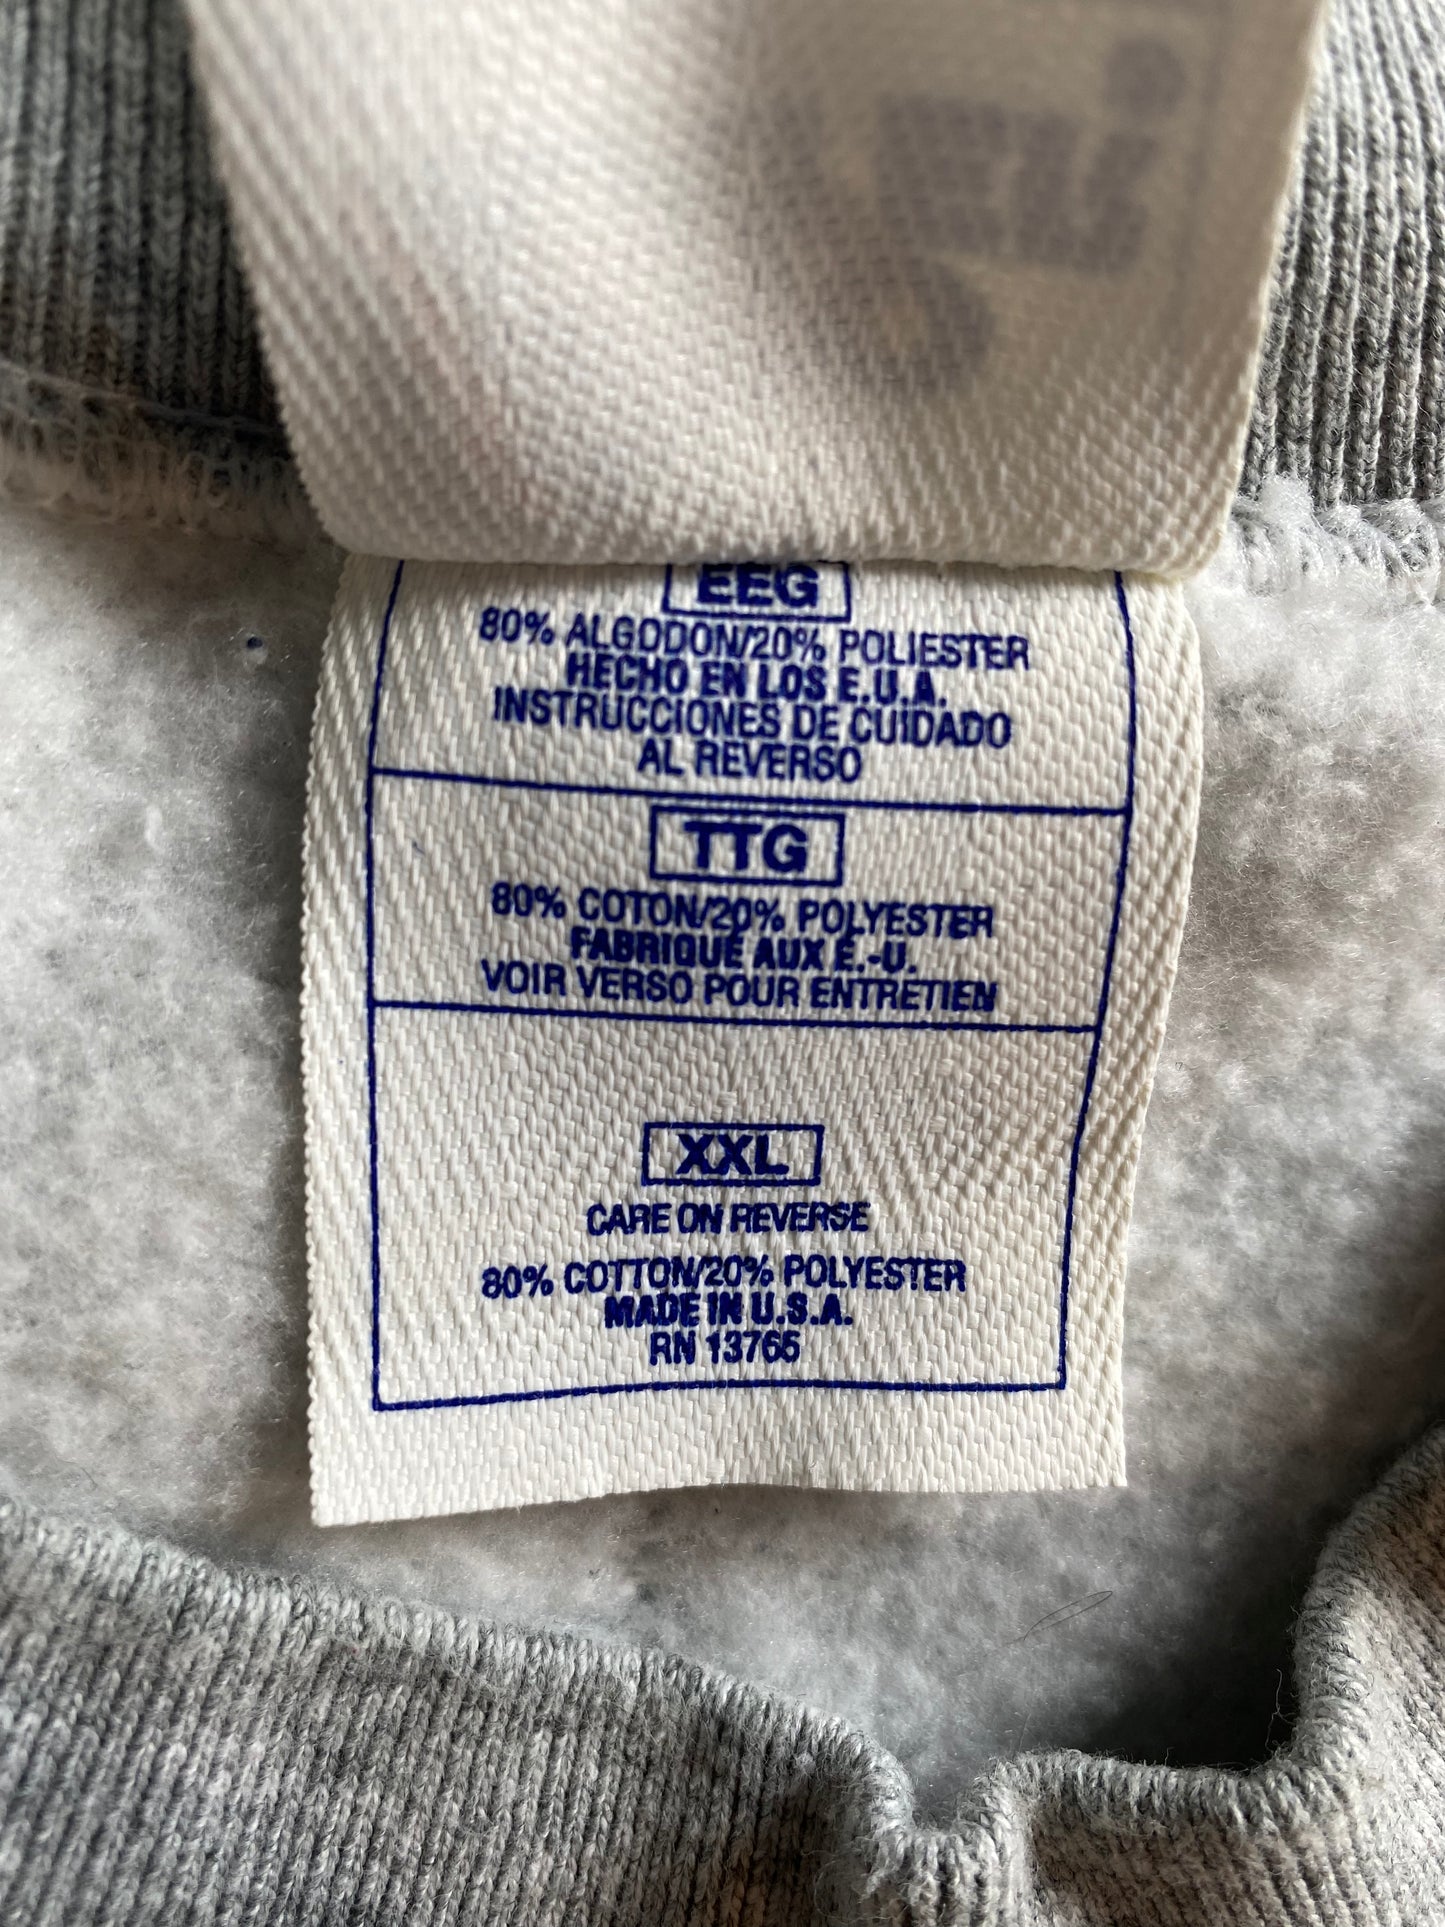 EEG
80% ALGODON/20% POLIESTER
HECHO EN LOS E.U.A.
INSTRUCCIONES DE CUIDADO
AL REVERSO
TTG
80% COTON/20% POLYESTER
FABRIQUE AUX E.-U.
VOIR VERSO POUR ENTRETIEN
XXL
CARE ON REVERSE
80% COTTON/20% POLYESTER
MADE IN U.S.A.
RN 13765